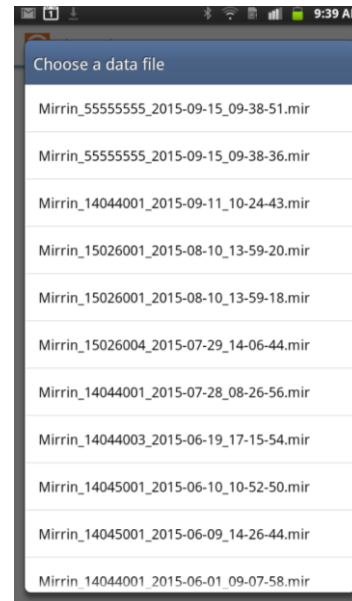 9:39 A
Choose a data file
Mirrin_55555555_2015-09-15_09-38-51.mir
Mirrin_55555555_2015-09-15_09-38-36.mir
Mirrin_14044001_2015-09-11_10-24-43.mir
Mirrin_15026001_2015-08-10_13-59-20.mir
Mirrin_15026001_2015-08-10_13-59-18.mir
Mirrin_15026004_2015-07-29_14-06-44.mir
Mirrin_14044001_2015-07-28_08-26-56.mir
Mirrin_14044003_2015-06-19_17-15-54.mir
Mirrin_14045001_2015-06-10_10-52-50.mir
Mirrin_14045001_2015-06-09_14-26-44.mir
Mirrin_14044001_2015-06-01_09-07-58.mir